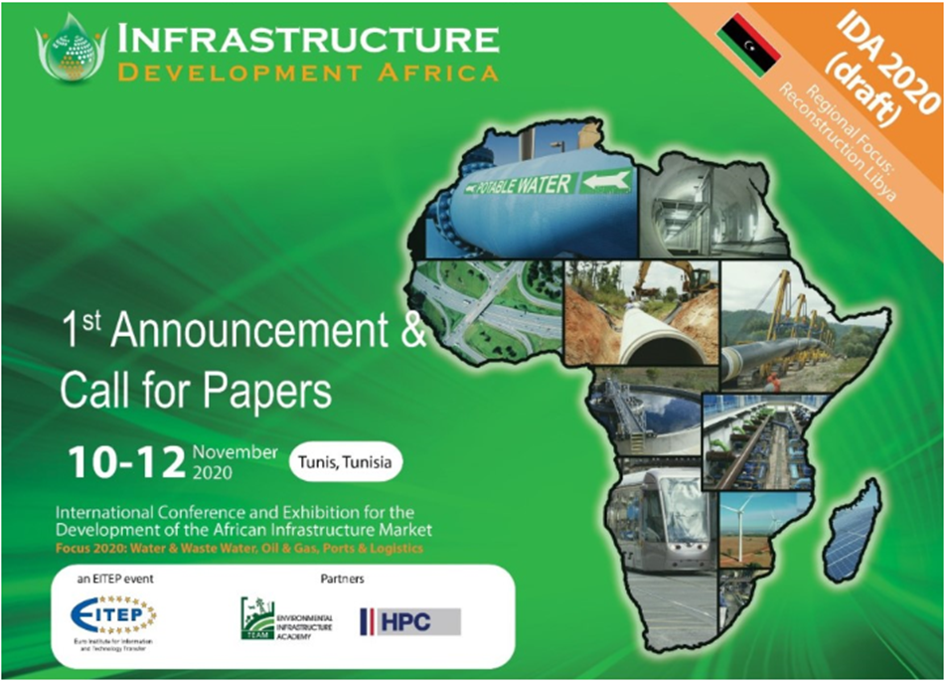 INFRASTRUCTURE
DEVELOPMENT AFRICA
IDA 2020
(draft)
Regional Focus:
Reconstruction Libya
POTABLE WATER
1st Announcement &
Call for Papers
10-12 November
2020
Tunis, Tunisia
International Conference and Exhibition for the
Development of the African Infrastructure Market
Focus 2020: Water & Waste Water, Oil & Gas, Ports & Logistics
an EITEP event
Partners
EITEP
Euro Institute for Information
and Technology Transfer
TEAM
ENVIRONMENTAL
INFRASTRUCTURE
ACADEMY
HPC